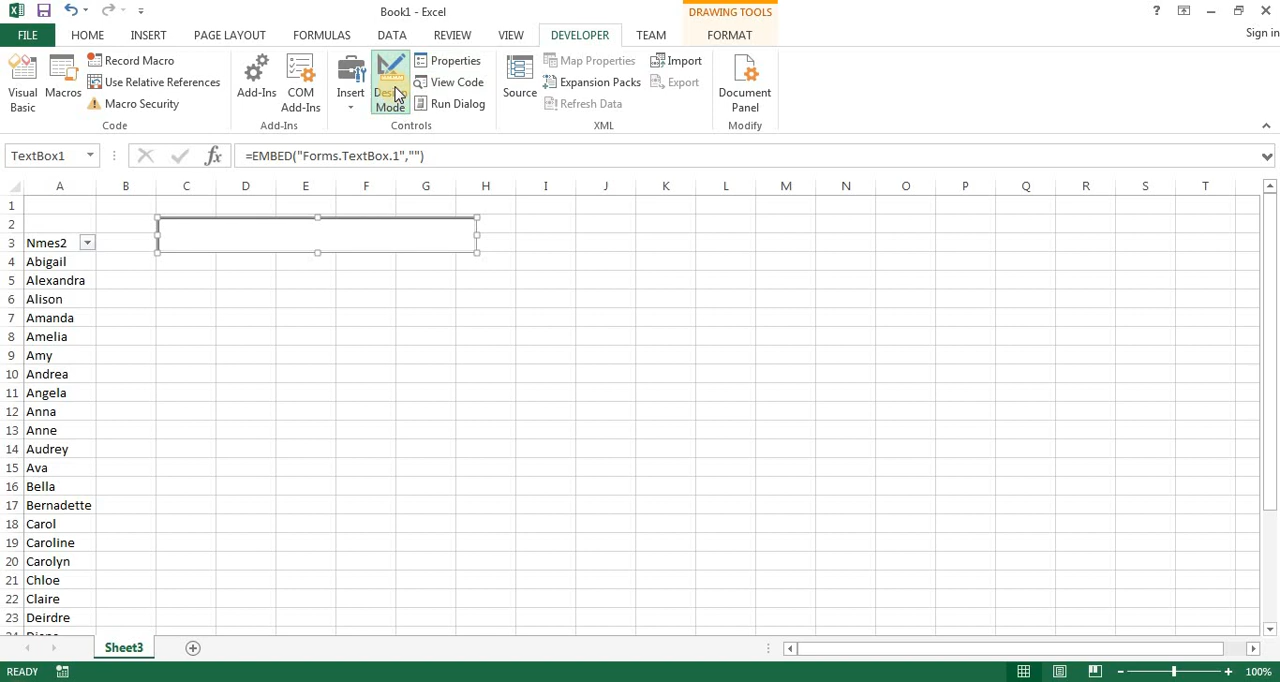 Book1 - Excel
DRAWING TOOLS
?
FILE HOME INSERT PAGE LAYOUT FORMULAS DATA REVIEW VIEW DEVELOPER TEAM FORMAT
Sign in
Visual Basic
Macros
Record Macro
Use Relative References
Macro Security
Code
Add-Ins
COM Add-Ins
Add-Ins
Insert
Design Mode
Properties
View Code
Run Dialog
Controls
Source
Map Properties
Expansion Packs
Refresh Data
Import
Export
XML
Document Panel
Modify
TextBox1
fx
=EMBED("Forms.TextBox.1","")
A B C D E F G H I J K L M N O P Q R S T
1
2
3 Nmes2
4 Abigail
5 Alexandra
6 Alison
7 Amanda
8 Amelia
9 Amy
10 Andrea
11 Angela
12 Anna
13 Anne
14 Audrey
15 Ava
16 Bella
17 Bernadette
18 Carol
19 Caroline
20 Carolyn
21 Chloe
22 Claire
23 Deirdre
Sheet3
READY
100%